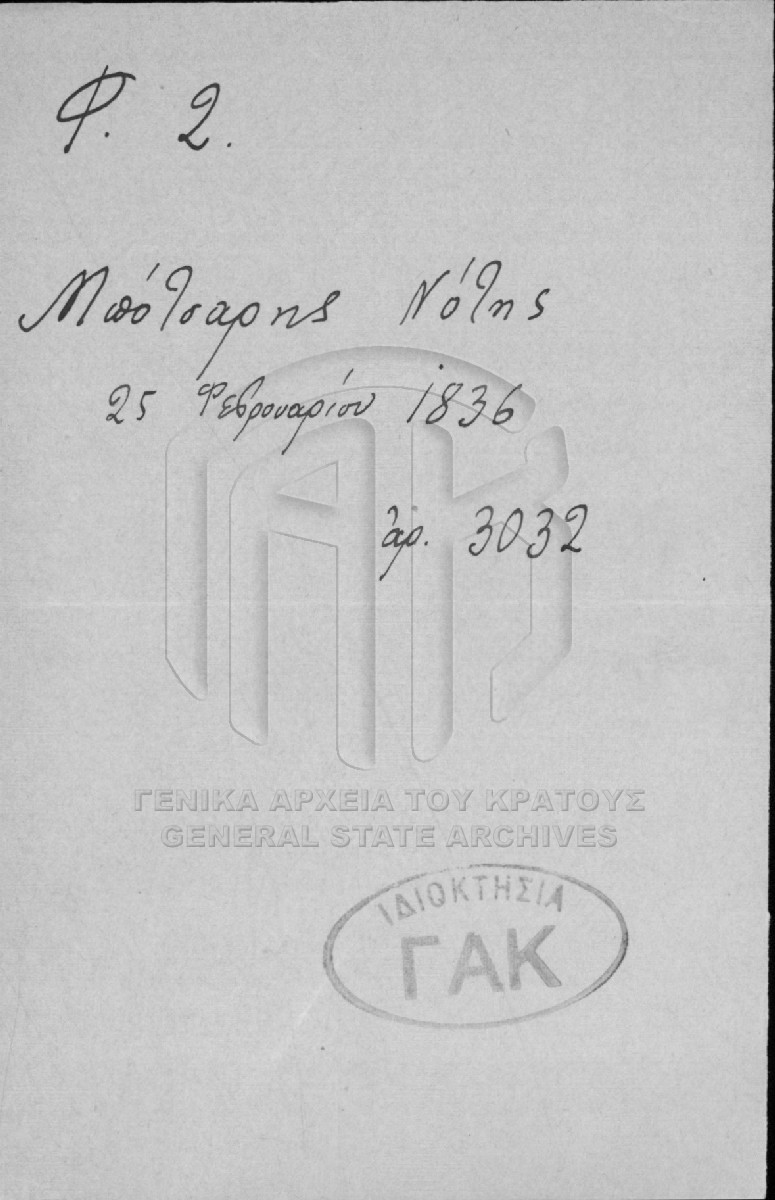 Φ. 2.
Μπότσαρης Νότης
25 Φεβρουαρίου 1836
ἀρ. 3032
ΓΕΝΙΚΑ ΑΡΧΕΙΑ ΤΟΥ ΚΡΑΤΟΥΣ
GENERAL STATE ARCHIVES
ΙΔΙΟΚΤΗΣΙΑ
ΓΑΚ